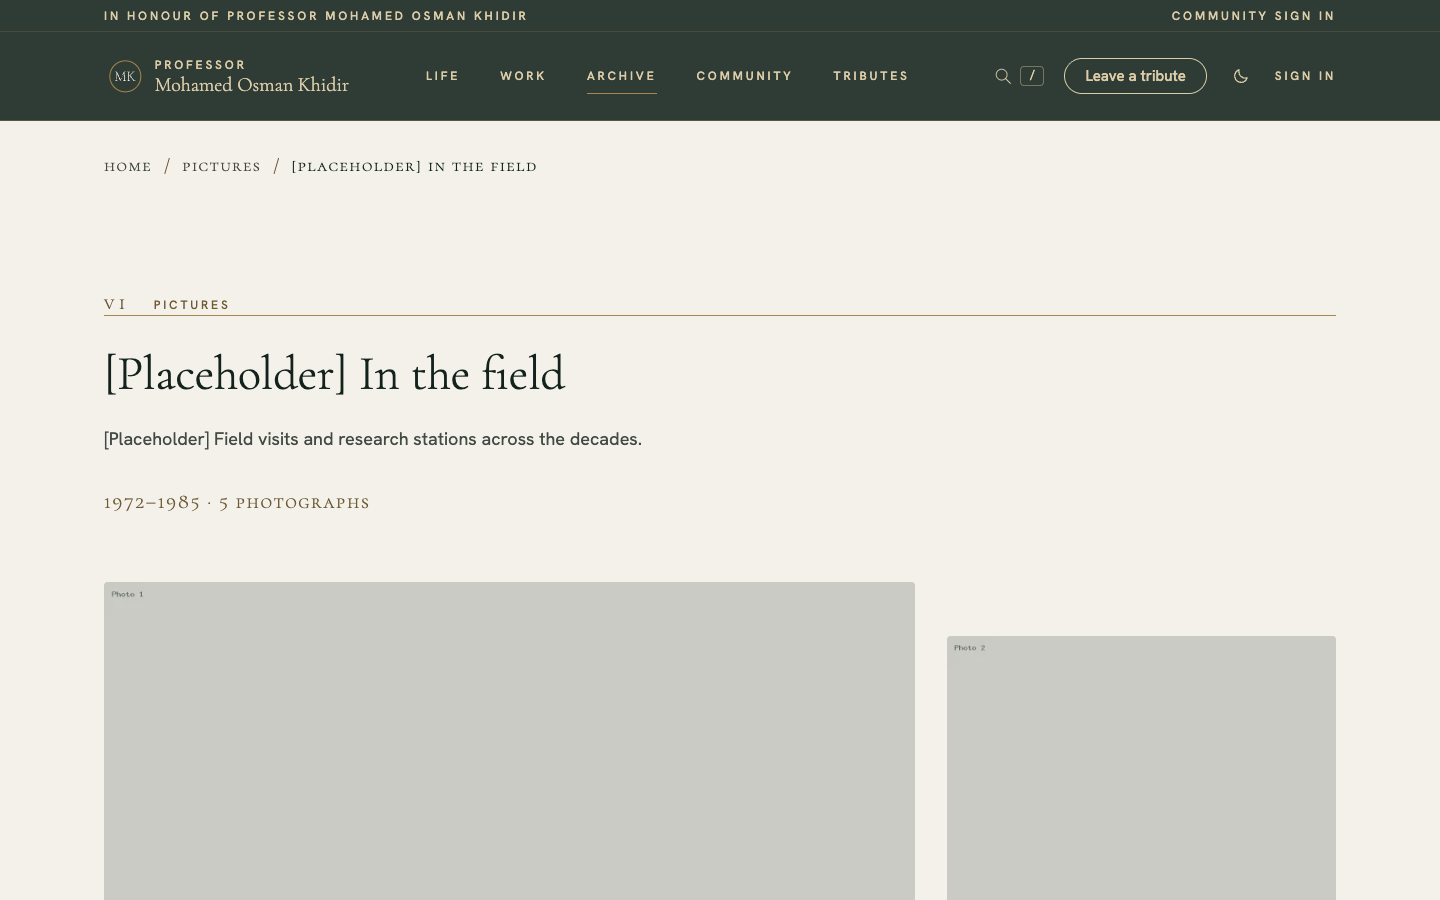 IN HONOUR OF PROFESSOR MOHAMED OSMAN KHIDIR
COMMUNITY SIGN IN
MK
PROFESSOR
Mohamed Osman Khidir
LIFE
WORK
ARCHIVE
COMMUNITY
TRIBUTES
/
Leave a tribute
SIGN IN
HOME / PICTURES / [PLACEHOLDER] IN THE FIELD
VI PICTURES
[Placeholder] In the field
[Placeholder] Field visits and research stations across the decades.
1972–1985 · 5 PHOTOGRAPHS
Photo 1
Photo 2